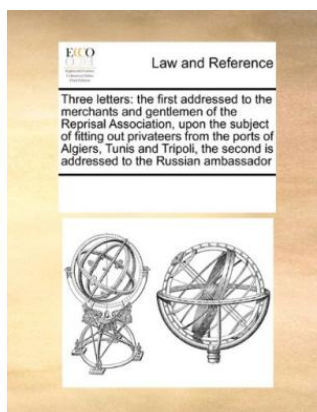 ECCO
Law and Reference
Three letters: the first addressed to the
merchants and gentlemen of the
Reprisal Association, upon the subject
of fitting out privateers from the ports of
Algiers, Tunis and Tripoli, the second is
addressed to the Russian ambassador